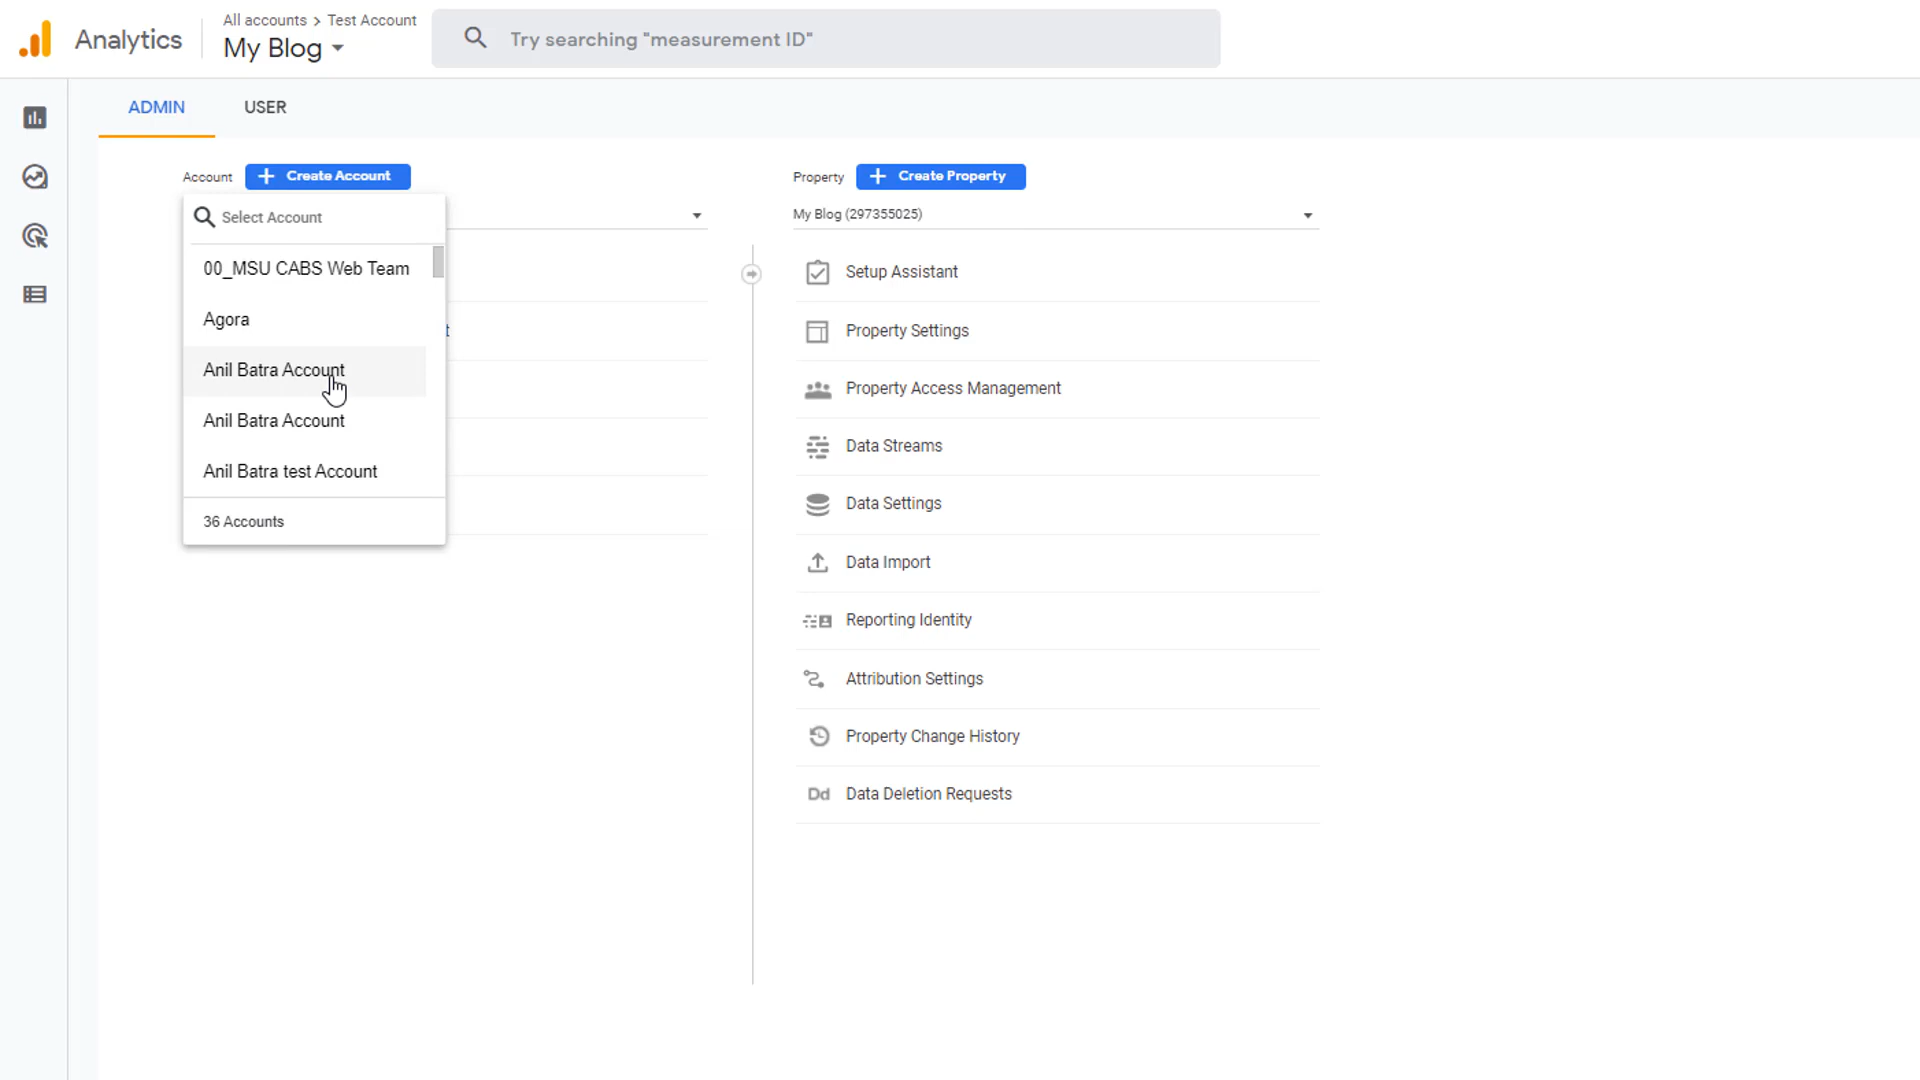 Analytics
All accounts > Test Account
My Blog
Try searching "measurement ID"
ADMIN
USER
Account
+ Create Account
Select Account
00_MSU CABS Web Team
Agora
Anil Batra Account
Anil Batra Account
Anil Batra test Account
36 Accounts
t
Property
+ Create Property
My Blog (297355025)
Setup Assistant
Property Settings
Property Access Management
Data Streams
Data Settings
Data Import
Reporting Identity
Attribution Settings
Property Change History
Dd Data Deletion Requests